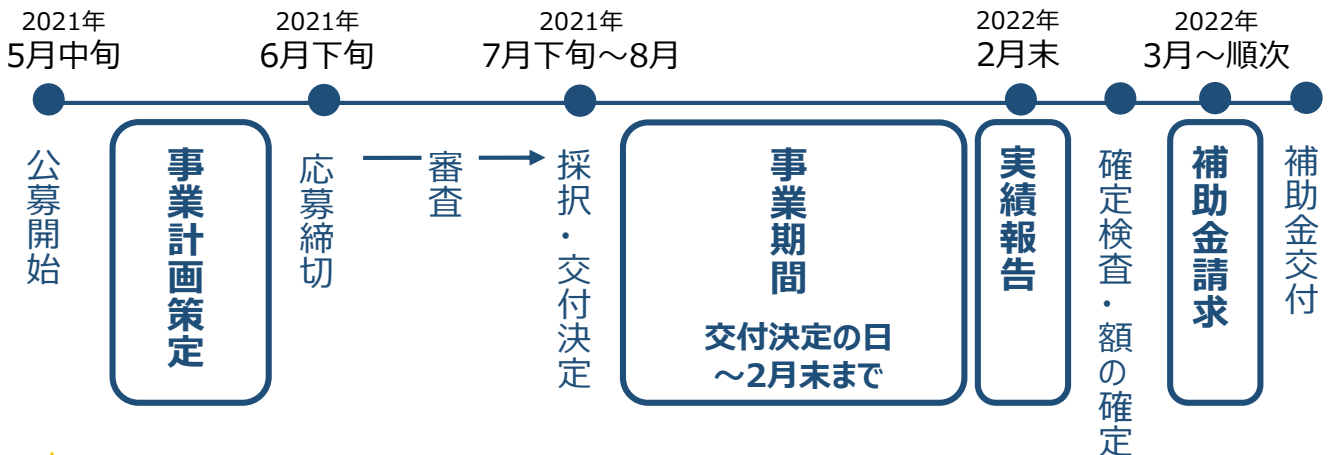 2021年
5月中旬
2021年
6月下旬
2021年
7月下旬～8月
2022年
2月末
2022年
3月～順次
公募開始
事業計画策定
応募締切
審査
採択・交付決定
事業期間
交付決定の日
～2月末まで
実績報告
確定検査・額の確定
補助金請求
補助金交付